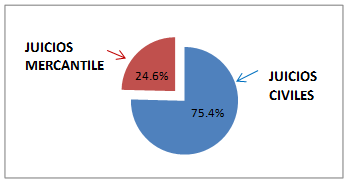 JUICIOS
MERCANTILE
24.6%
JUICIOS
CIVILES
75.4%